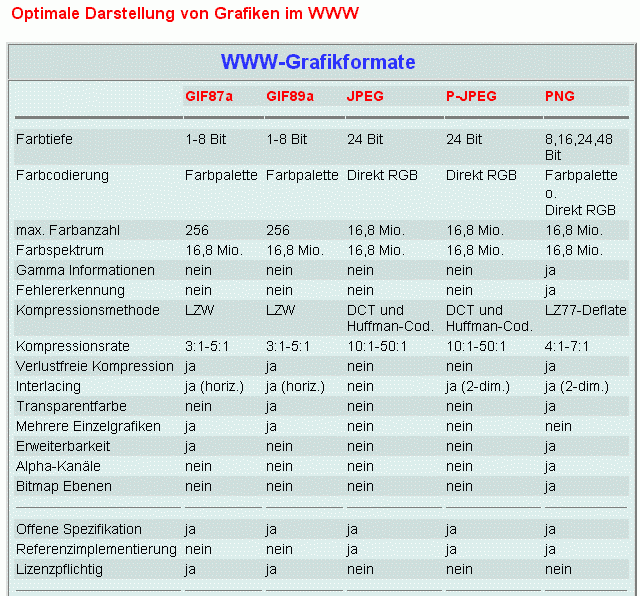 Optimale Darstellung von Grafiken im WWW
WWW-Grafikformate
GIF87a GIF89a JPEG P-JPEG PNG
Farbtiefe 1-8 Bit 1-8 Bit 24 Bit 24 Bit 8,16,24,48
Bit
Farbcodierung Farbpalette Farbpalette Direkt RGB Direkt RGB Farbpalette
o.
Direkt RGB
max. Farbanzahl 256 256 16,8 Mio. 16,8 Mio. 16,8 Mio.
Farbspektrum 16,8 Mio. 16,8 Mio. 16,8 Mio. 16,8 Mio. 16,8 Mio.
Gamma Informationen nein nein nein nein ja
Fehlererkennung nein nein nein nein ja
Kompressionsmethode LZW LZW DCT und DCT und LZ77-Deflate
Huffman-Cod. Huffman-Cod.
Kompressionsrate 3:1-5:1 3:1-5:1 10:1-50:1 10:1-50:1 4:1-7:1
Verlustfreie Kompression ja ja nein nein ja
Interlacing ja (horiz.) ja (horiz.) nein ja (2-dim.) ja (2-dim.)
Transparentfarbe nein ja nein nein ja
Mehrere Einzelgrafiken ja ja nein nein nein
Erweiterbarkeit ja nein nein nein ja
Alpha-Kanäle nein nein nein nein ja
Bitmap Ebenen nein nein nein nein ja
Offene Spezifikation ja ja ja ja ja
Referenzimplementierung nein nein ja ja ja
Lizenzpflichtig ja ja nein nein nein